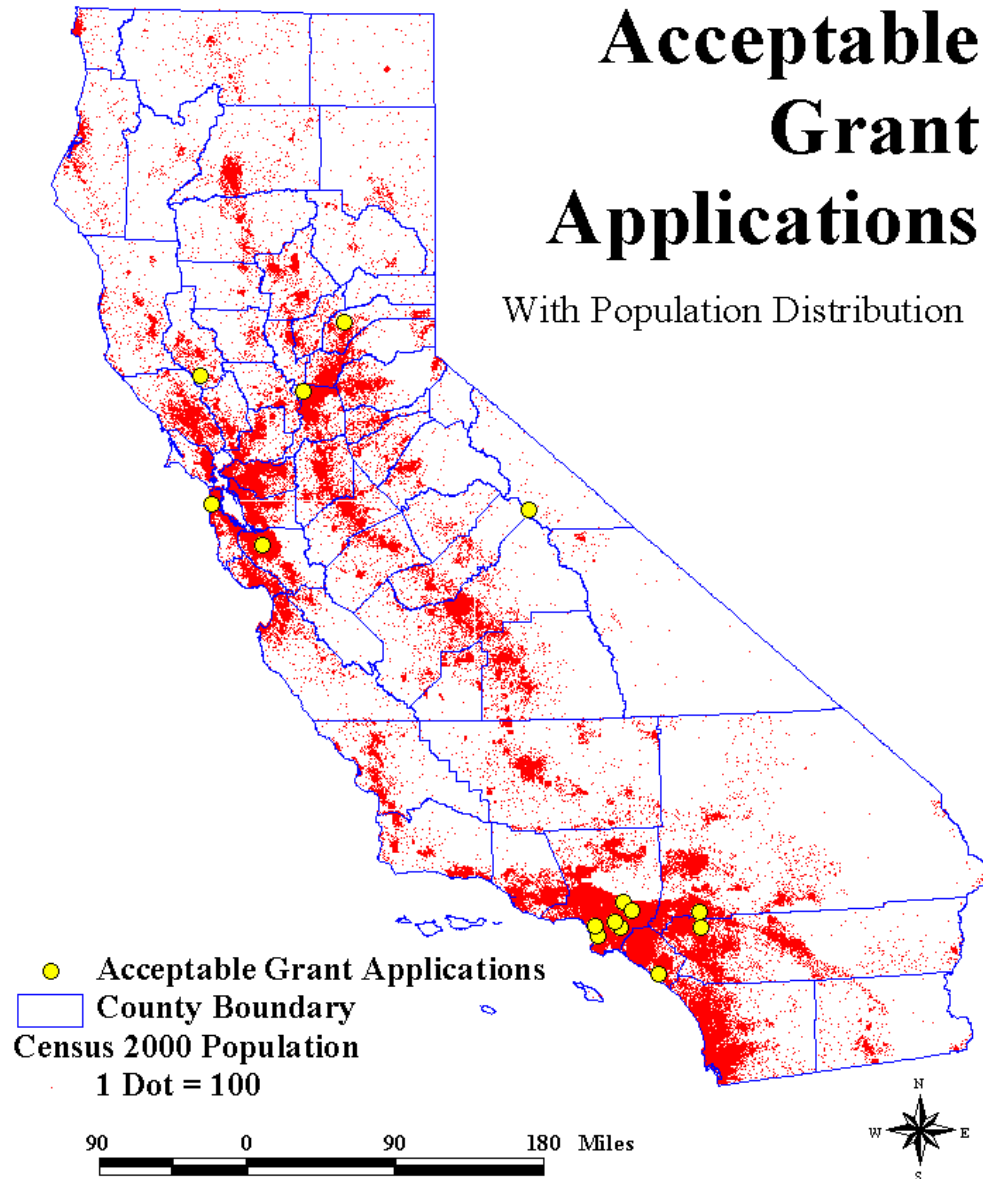 Acceptable
Grant
Applications
With Population Distribution
Acceptable Grant Applications
County Boundary
Census 2000 Population
1 Dot = 100
90 0 90 180 Miles
N
W E
S